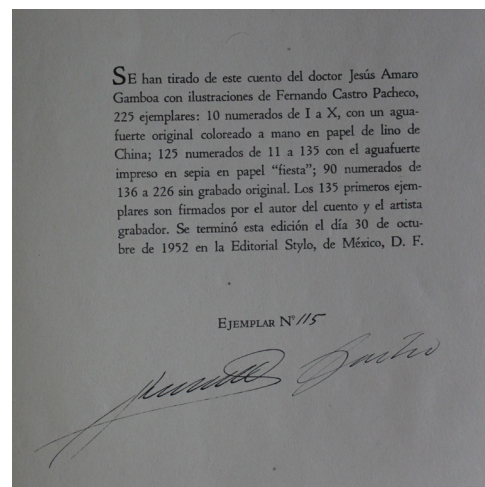 SE han tirado de este cuento del doctor Jesús Amaro
Gamboa con ilustraciones de Fernando Castro Pacheco,
225 ejemplares: 10 numerados de I a X, con un agua-
fuerte original coloreado a mano en papel de lino de
China; 125 numerados de 11 a 135 con el aguafuerte
impreso en sepia en papel “fiesta”; 90 numerados de
136 a 226 sin grabado original. Los 135 primeros ejem-
plares son firmados por el autor del cuento y el artista
grabador. Se terminó esta edición el día 30 de octu-
bre de 1952 en la Editorial Stylo, de México, D. F.
EJEMPLAR Nº 115